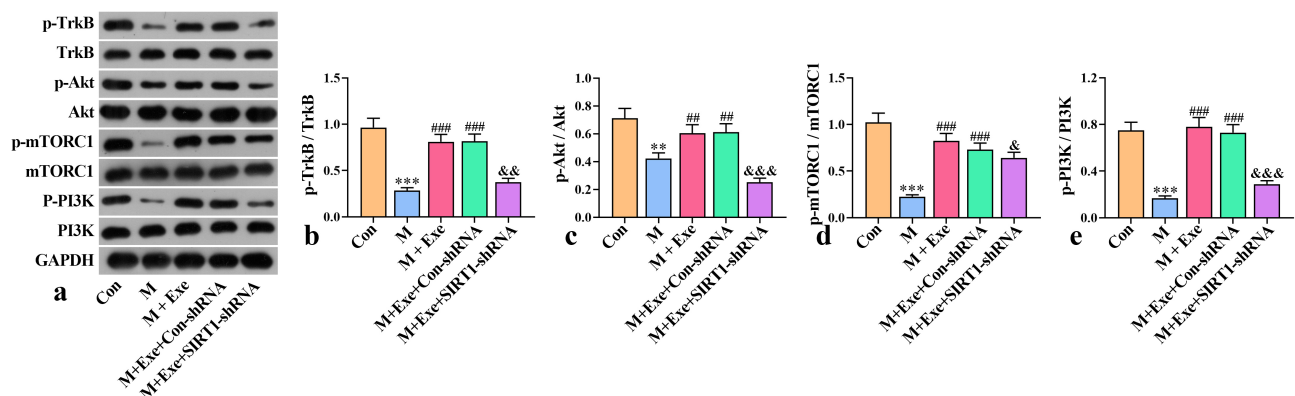 p-TrkB
TrkB
p-Akt
Akt
p-mTORC1
mTORC1
P-PI3K
PI3K
GAPDH
Con
M
M + Exe
M+Exe+Con-shRNA
M+Exe+SIRT1-shRNA
a
p-TrkB / TrkB
1.5
1.0
0.5
0.0
***
###
###
&&
Con
M
M + Exe
M+Exe+Con-shRNA
M+Exe+SIRT1-shRNA
b
p-Akt / Akt
1.0
0.8
0.6
0.4
0.2
0.0
**
##
##
&&&
Con
M
M + Exe
M+Exe+Con-shRNA
M+Exe+SIRT1-shRNA
c
p-mTORC1 / mTORC1
1.5
1.0
0.5
0.0
***
###
###
&
Con
M
M + Exe
M+Exe+Con-shRNA
M+Exe+SIRT1-shRNA
d
p-PI3K / PI3K
1.2
0.8
0.4
0.0
***
###
###
&&&
Con
M
M + Exe
M+Exe+Con-shRNA
M+Exe+SIRT1-shRNA
e